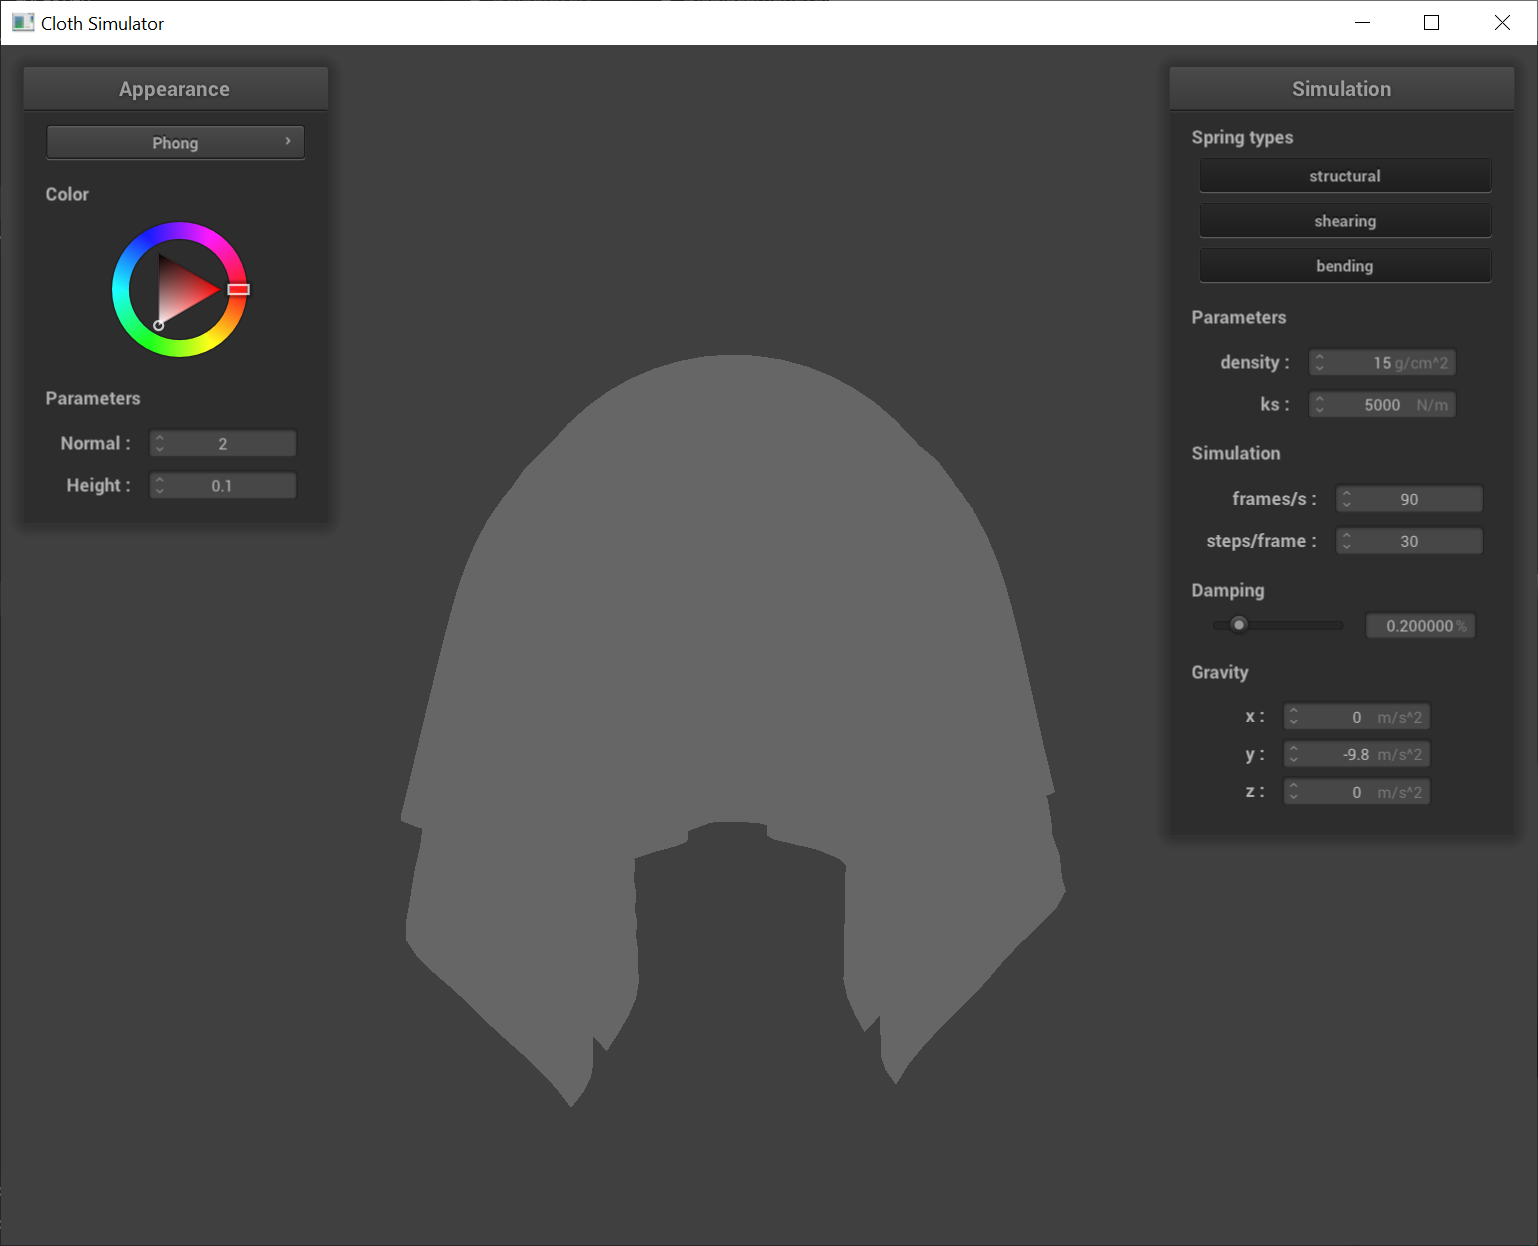 Cloth Simulator
Appearance
Phong
Color
Parameters
Normal : 2
Height : 0.1
Simulation
Spring types
structural
shearing
bending
Parameters
density : 15 g/cm^2
ks : 5000 N/m
Simulation
frames/s : 90
steps/frame : 30
Damping
0.200000 %
Gravity
x : 0 m/s^2
y : -9.8 m/s^2
z : 0 m/s^2